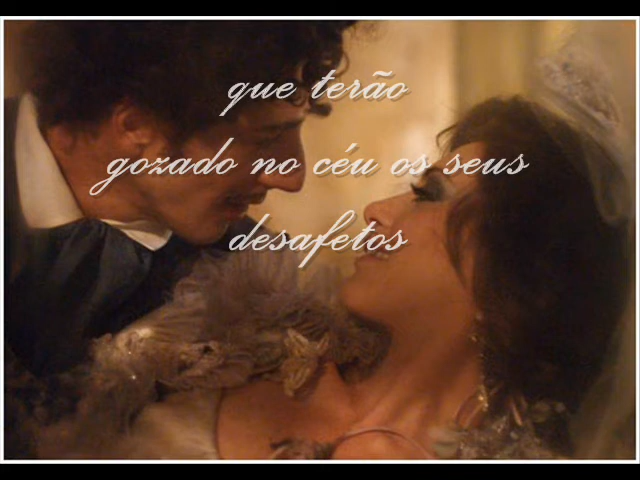 que terão
gozado no céu os seus
desafetos